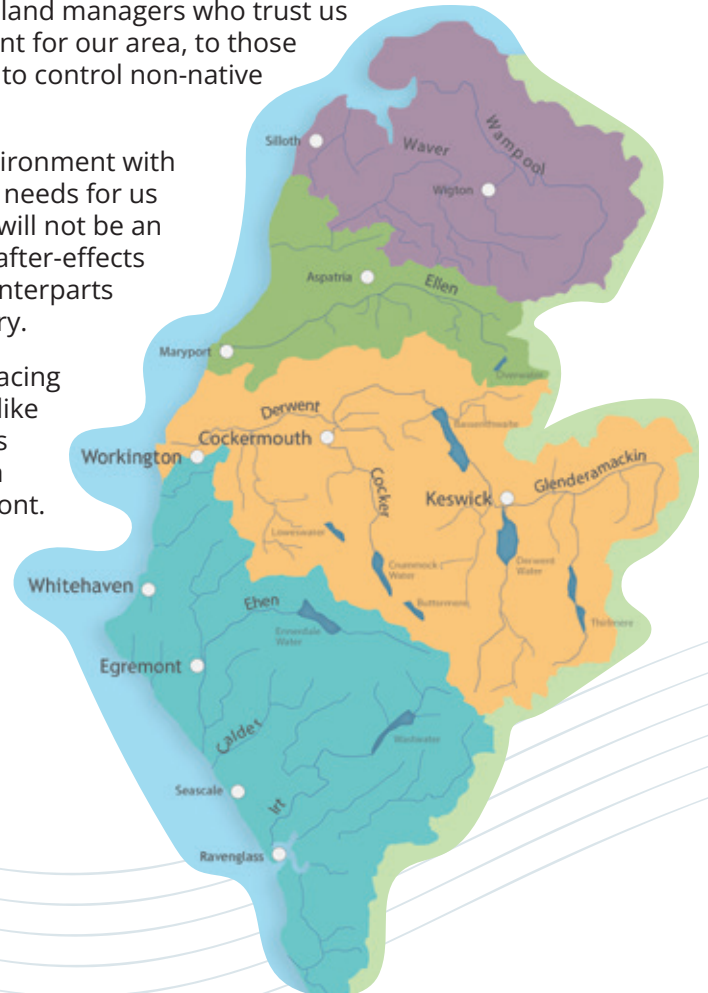 land managers who trust us
nt for our area, to those
to control non-native
vironment with
needs for us
will not be an
after-effects
nterparts
ry.
acing
like
s
n
ont.
Silloth
Waver
Wampool
Wigton
Aspatria
Ellen
Maryport
Overwater
Derwent
Bassenthwaite
Cockermouth
Workington
Cocker
Keswick
Glenderamackin
Loweswater
Crummock
Water
Derwent
Water
Buttermere
Thirlmere
Whitehaven
Ehen
Ennerdale
Water
Egremont
Calder
Wastwater
Seascale
Irt
Ravenglass